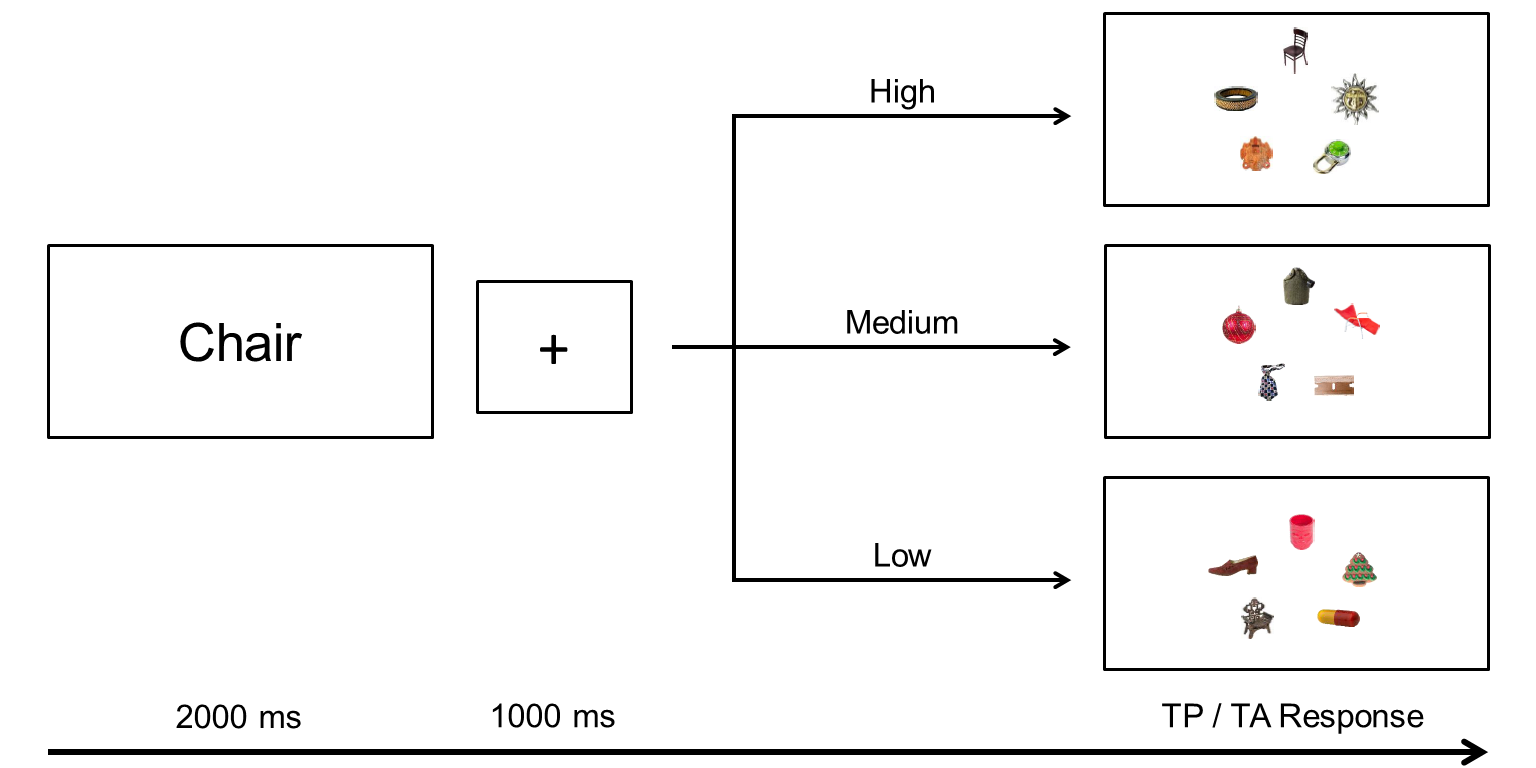 High
Chair
+
Medium
Low
2000 ms
1000 ms
TP / TA Response